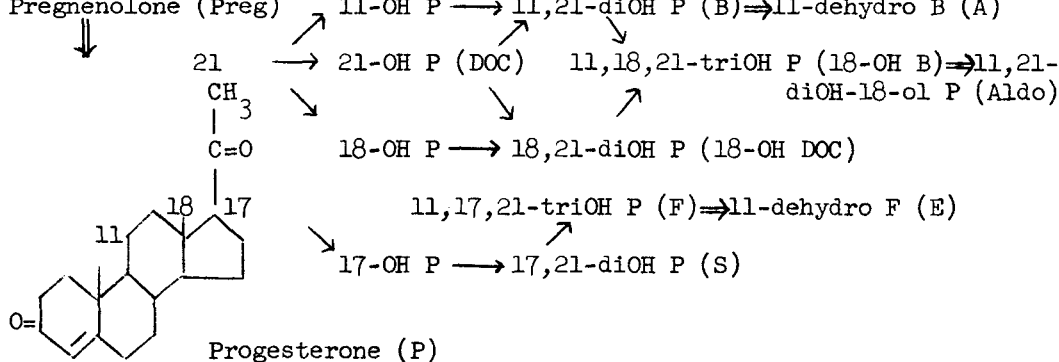 Pregnenolone (Preg) 11-OH P → 11,21-diOH P (B)⇒11-dehydro B (A)
21 → 21-OH P (DOC) 11,18,21-triOH P (18-OH B)⇒11,21-
CH3 diOH-18-ol P (Aldo)
C=O 18-OH P → 18,21-diOH P (18-OH DOC)
18 17 11,17,21-triOH P (F)⇒11-dehydro F (E)
11
17-OH P → 17,21-diOH P (S)
O=
Progesterone (P)